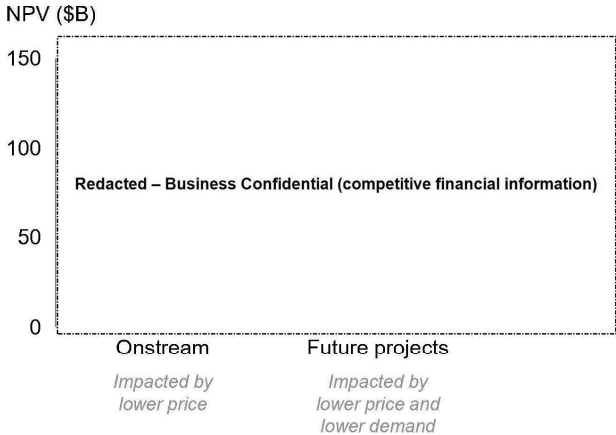 NPV ($B)
150
100
Redacted – Business Confidential (competitive financial information)
50
0
Onstream
Future projects
Impacted by
lower price
Impacted by
lower price and
lower demand